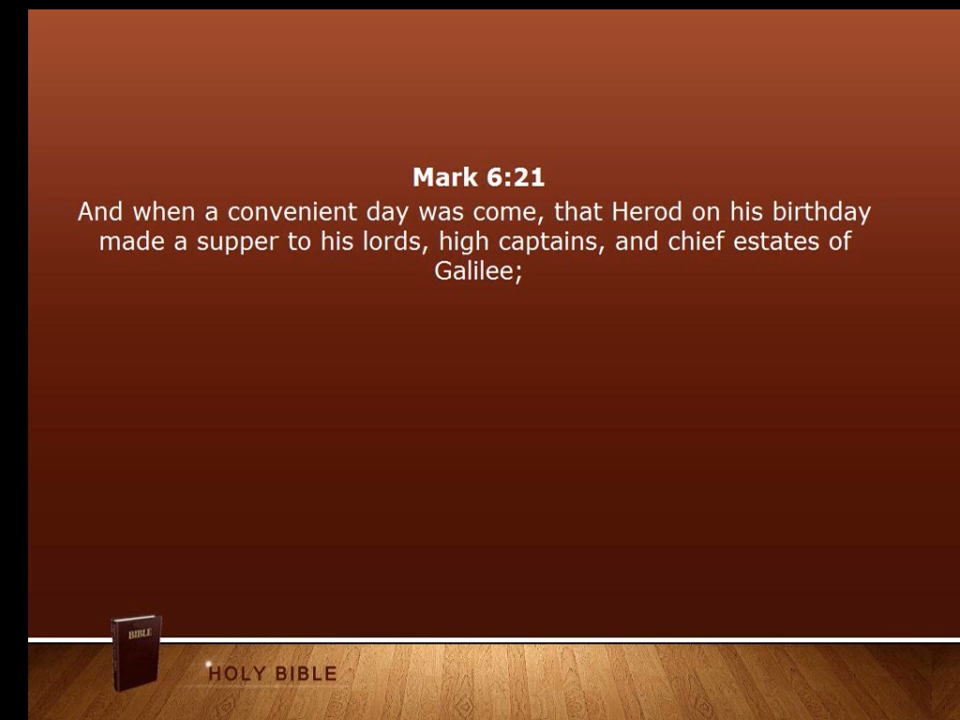 Mark 6:21
And when a convenient day was come, that Herod on his birthday
made a supper to his lords, high captains, and chief estates of
Galilee;
BIBLE
HOLY BIBLE